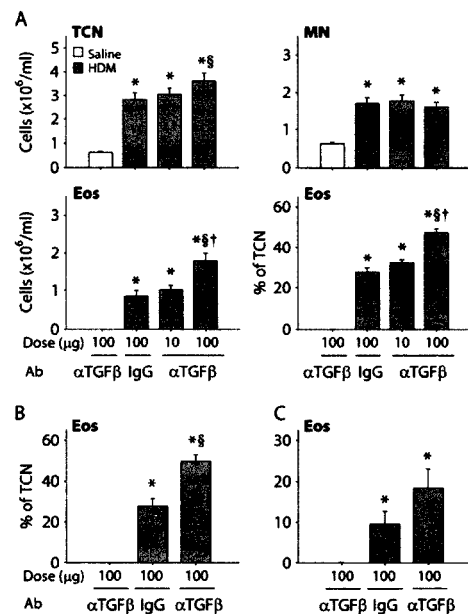 A
TCN
MN
Saline
HDM
Cells (x10⁶/ml)
5
4
3
2
1
0
*
*
*§
3
2
1
0
*
*
*
Eos
Eos
Cells (x10⁶/ml)
3
2
1
0
*
*
*§†
% of TCN
60
40
20
0
*
*
*§†
Dose (μg) 100 100 10 100
100 100 10 100
Ab αTGFβ IgG αTGFβ
αTGFβ IgG αTGFβ
B
Eos
C
Eos
% of TCN
60
40
20
0
*
*§
30
20
10
0
*
*
Dose (μg) 100 100 100
100 100 100
Ab αTGFβ IgG αTGFβ
αTGFβ IgG αTGFβ